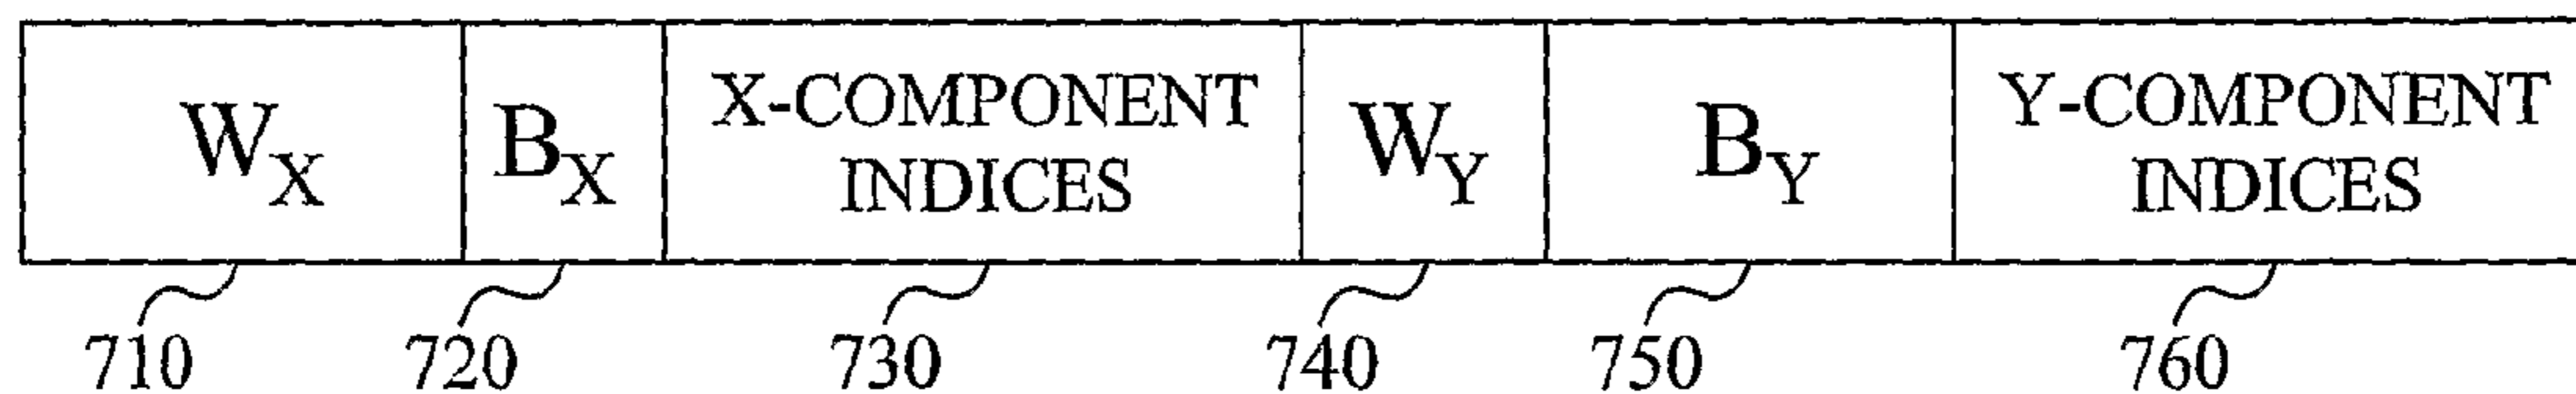 W_X B_X X-COMPONENT INDICES W_Y B_Y Y-COMPONENT INDICES
710 720 730 740 750 760